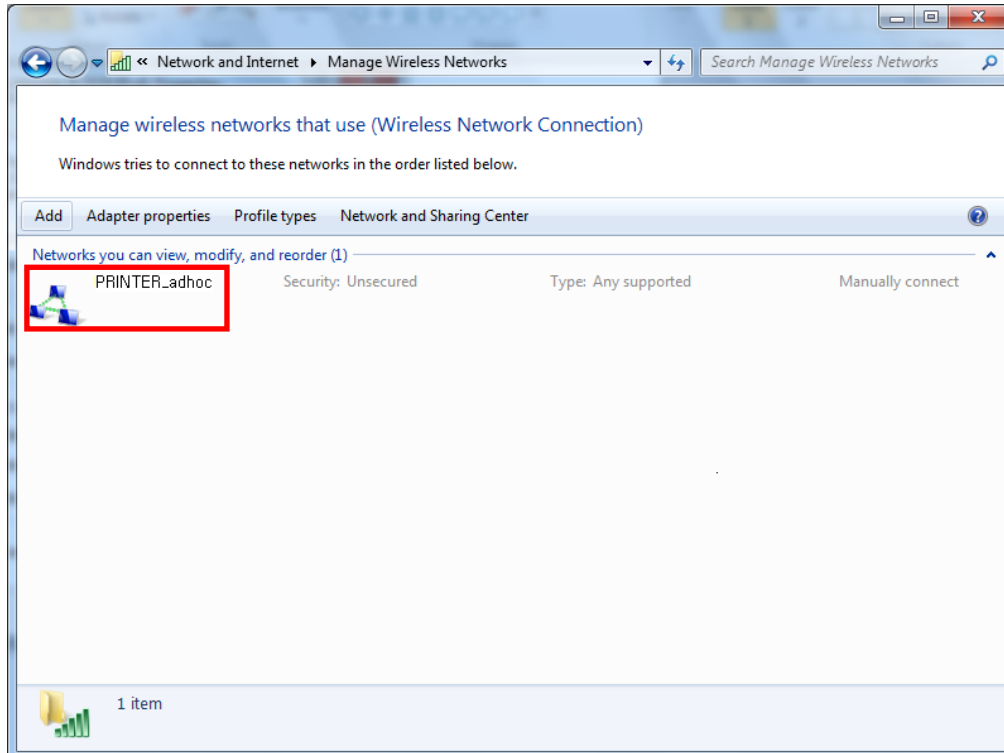 « Network and Internet ▸ Manage Wireless Networks Search Manage Wireless Networks
Manage wireless networks that use (Wireless Network Connection)
Windows tries to connect to these networks in the order listed below.
Add Adapter properties Profile types Network and Sharing Center
Networks you can view, modify, and reorder (1)
PRINTER_adhoc Security: Unsecured Type: Any supported Manually connect
1 item